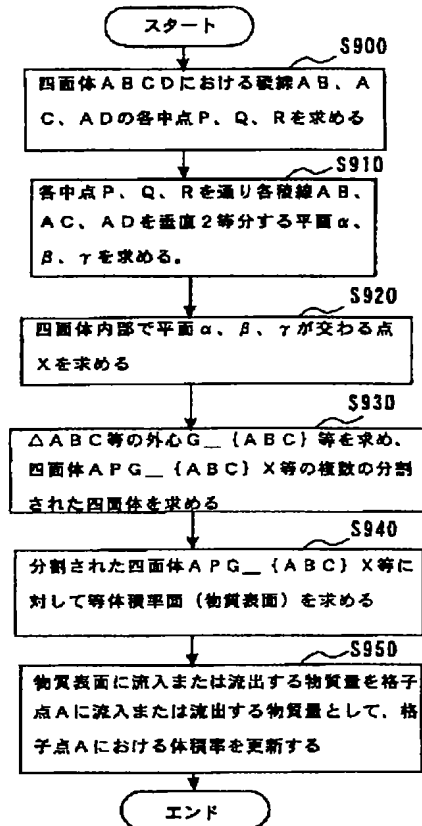 スタート
S900
四面体ABCDにおける稜線AB、A
C、ADの各中点P、Q、Rを求める
S910
各中点P、Q、Rを通り各稜線AB、
AC、ADを垂直2等分する平面α、
β、γを求める。
S920
四面体内部で平面α、β、γが交わる点
Xを求める
S930
△ABC等の外心G＿{ABC}等を求め、
四面体APG＿{ABC}X等の複数の分割
された四面体を求める
S940
分割された四面体APG＿{ABC}X等に
対して等体積率面（物質表面）を求める
S950
物質表面に流入または流出する物質量を格子
点Aに流入または流出する物質量として、格
子点Aにおける体積率を更新する
エンド